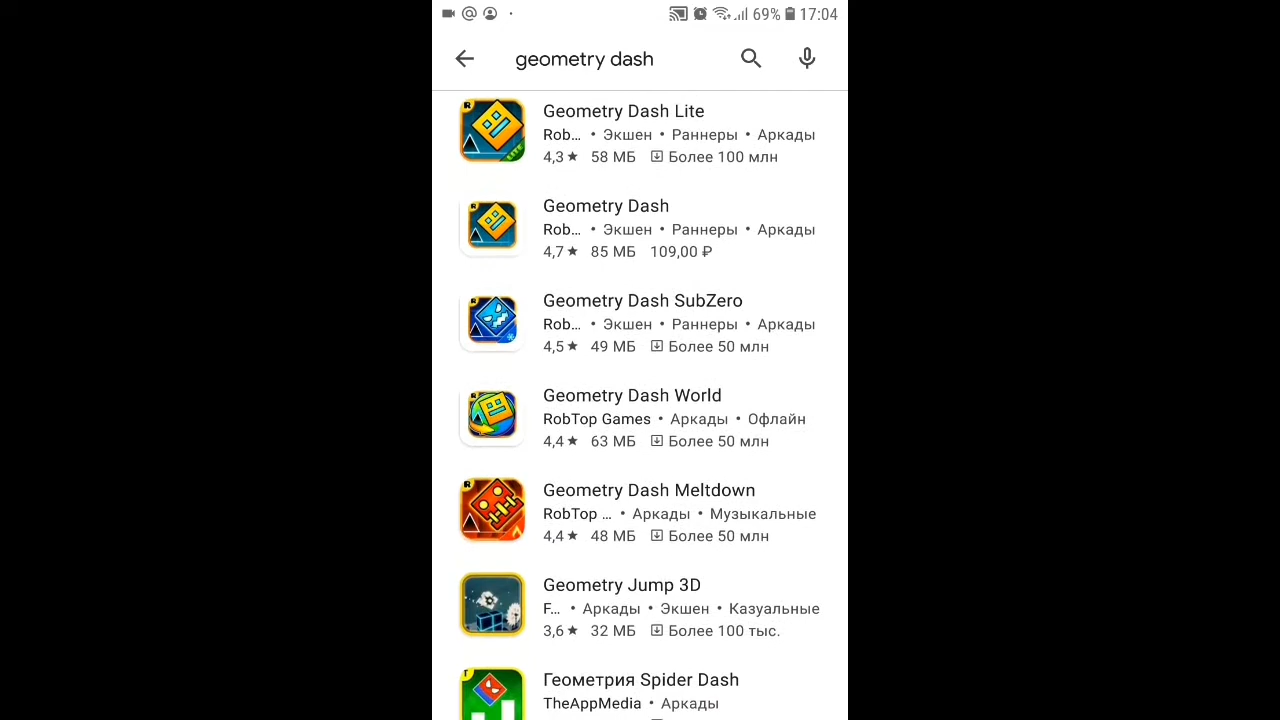 69% 17:04
geometry dash
Geometry Dash Lite
Rob... • Экшен • Раннеры • Аркады
4,3★ 58 МБ Более 100 млн
Geometry Dash
Rob... • Экшен • Раннеры • Аркады
4,7★ 85 МБ 109,00 ₽
Geometry Dash SubZero
Rob... • Экшен • Раннеры • Аркады
4,5★ 49 МБ Более 50 млн
Geometry Dash World
RobTop Games • Аркады • Офлайн
4,4★ 63 МБ Более 50 млн
Geometry Dash Meltdown
RobTop ... • Аркады • Музыкальные
4,4★ 48 МБ Более 50 млн
Geometry Jump 3D
F... • Аркады • Экшен • Казуальные
3,6★ 32 МБ Более 100 тыс.
Геометрия Spider Dash
TheAppMedia • Аркады